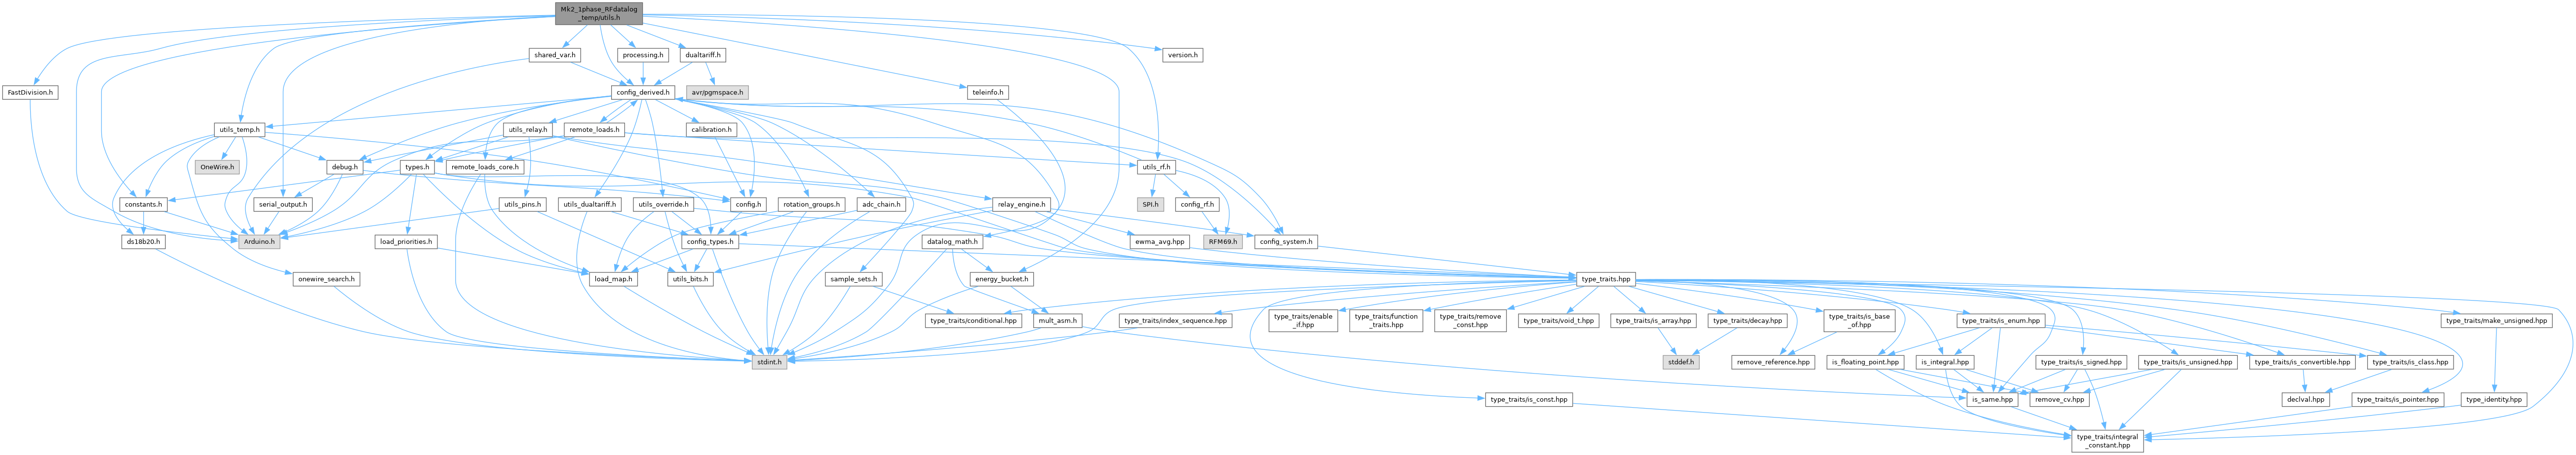 Mk2_1phase_RFdatalog
_temp/utils.h
shared_var.h
processing.h
dualtariff.h
version.h
FastDivision.h
config_derived.h
avr/pgmspace.h
teleinfo.h
utils_temp.h
utils_relay.h
remote_loads.h
calibration.h
OneWire.h
debug.h
types.h
remote_loads_core.h
utils_rf.h
constants.h
serial_output.h
utils_pins.h
utils_dualtariff.h
utils_override.h
config.h
rotation_groups.h
adc_chain.h
relay_engine.h
SPI.h
config_rf.h
ds18b20.h
Arduino.h
load_priorities.h
config_types.h
datalog_math.h
ewma_avg.hpp
RFM69.h
config_system.h
onewire_search.h
load_map.h
utils_bits.h
sample_sets.h
energy_bucket.h
type_traits.hpp
type_traits/conditional.hpp
mult_asm.h
type_traits/index_sequence.hpp
type_traits/enable
_if.hpp
type_traits/function
_traits.hpp
type_traits/remove
_const.hpp
type_traits/void_t.hpp
type_traits/is_array.hpp
type_traits/decay.hpp
type_traits/is_base
_of.hpp
type_traits/is_enum.hpp
type_traits/make_unsigned.hpp
stdint.h
stddef.h
remove_reference.hpp
is_floating_point.hpp
is_integral.hpp
type_traits/is_signed.hpp
type_traits/is_unsigned.hpp
type_traits/is_convertible.hpp
type_traits/is_class.hpp
type_traits/is_const.hpp
is_same.hpp
remove_cv.hpp
declval.hpp
type_traits/is_pointer.hpp
type_identity.hpp
type_traits/integral
_constant.hpp